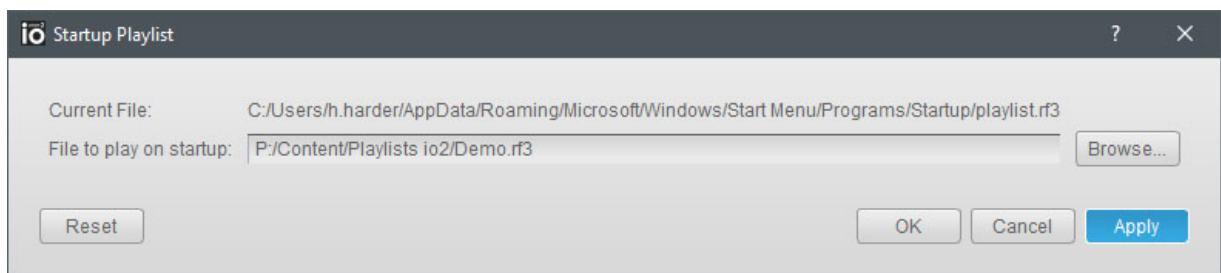 io Startup Playlist ? ×
Current File: C:/Users/h.harder/AppData/Roaming/Microsoft/Windows/Start Menu/Programs/Startup/playlist.rf3
File to play on startup: P:/Content/Playlists io2/Demo.rf3 Browse...
Reset OK Cancel Apply